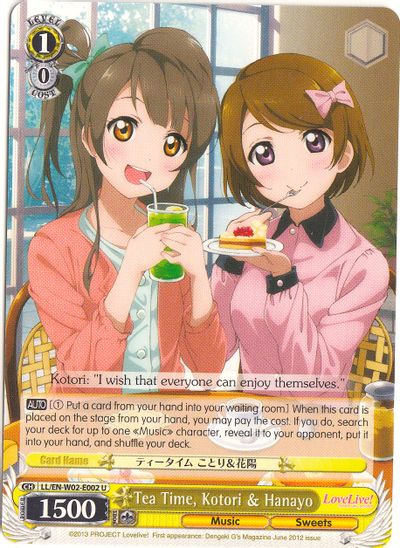 LEVEL
1
0
COST
Kotori: "I wish that everyone can enjoy themselves."
AUTO [① Put a card from your hand into your waiting room] When this card is
placed on the stage from your hand, you may pay the cost. If you do, search
your deck for up to one «Music» character, reveal it to your opponent, put it
into your hand, and shuffle your deck.
Card Name ティータイム ことり&花陽
CH LL/EN-W02-E002 U
1500 Tea Time, Kotori & Hanayo LoveLive!
Music Sweets
©2013 PROJECT Lovelive! First appearance: Dengeki G's Magazine June 2012 issue